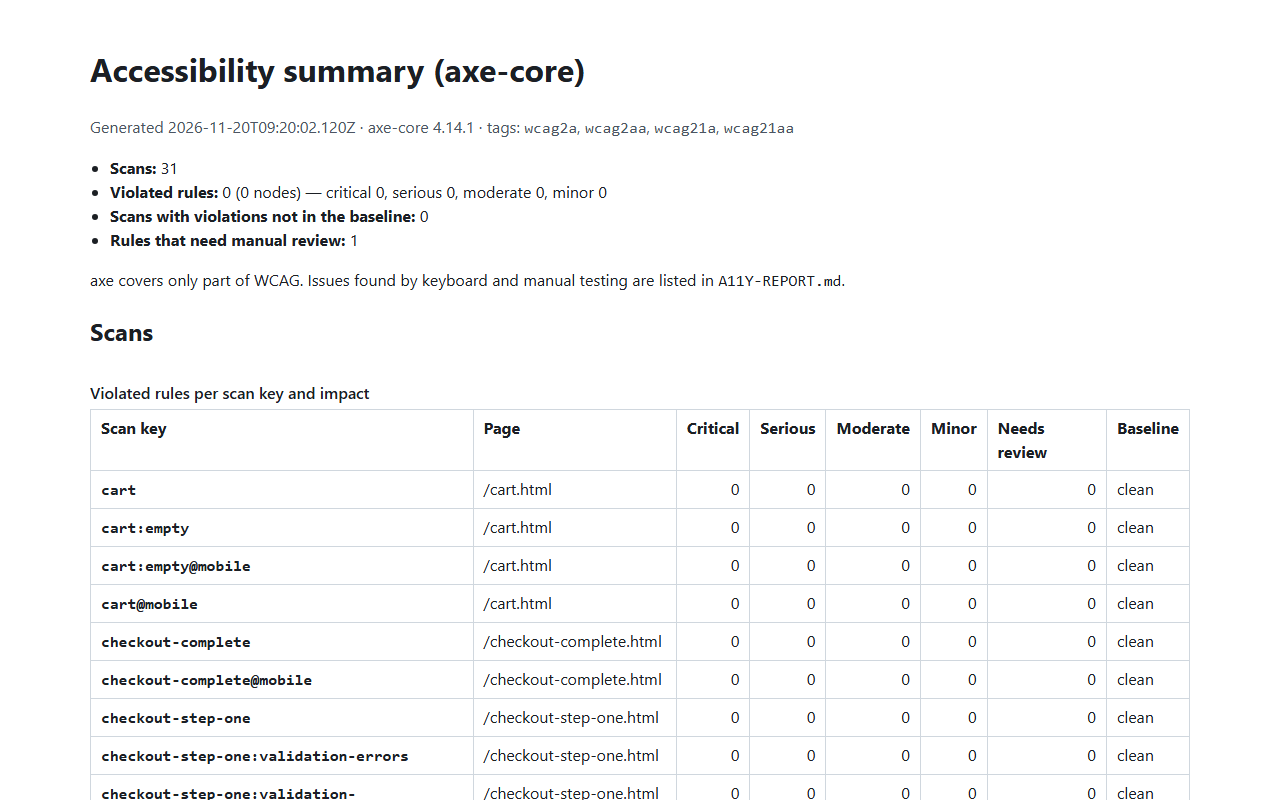 Accessibility summary (axe-core)
Generated 2026-11-20T09:20:02.120Z · axe-core 4.14.1 · tags: wcag2a, wcag2aa, wcag21a, wcag21aa
• Scans: 31
• Violated rules: 0 (0 nodes) — critical 0, serious 0, moderate 0, minor 0
• Scans with violations not in the baseline: 0
• Rules that need manual review: 1
axe covers only part of WCAG. Issues found by keyboard and manual testing are listed in A11Y-REPORT.md.
Scans
Violated rules per scan key and impact
Scan key Page Critical Serious Moderate Minor Needs review Baseline
cart /cart.html 0 0 0 0 0 clean
cart:empty /cart.html 0 0 0 0 0 clean
cart:empty@mobile /cart.html 0 0 0 0 0 clean
cart@mobile /cart.html 0 0 0 0 0 clean
checkout-complete /checkout-complete.html 0 0 0 0 0 clean
checkout-complete@mobile /checkout-complete.html 0 0 0 0 0 clean
checkout-step-one /checkout-step-one.html 0 0 0 0 0 clean
checkout-step-one:validation-errors /checkout-step-one.html 0 0 0 0 0 clean
checkout-step-one:validation- /checkout-step-one.html 0 0 0 0 0 clean